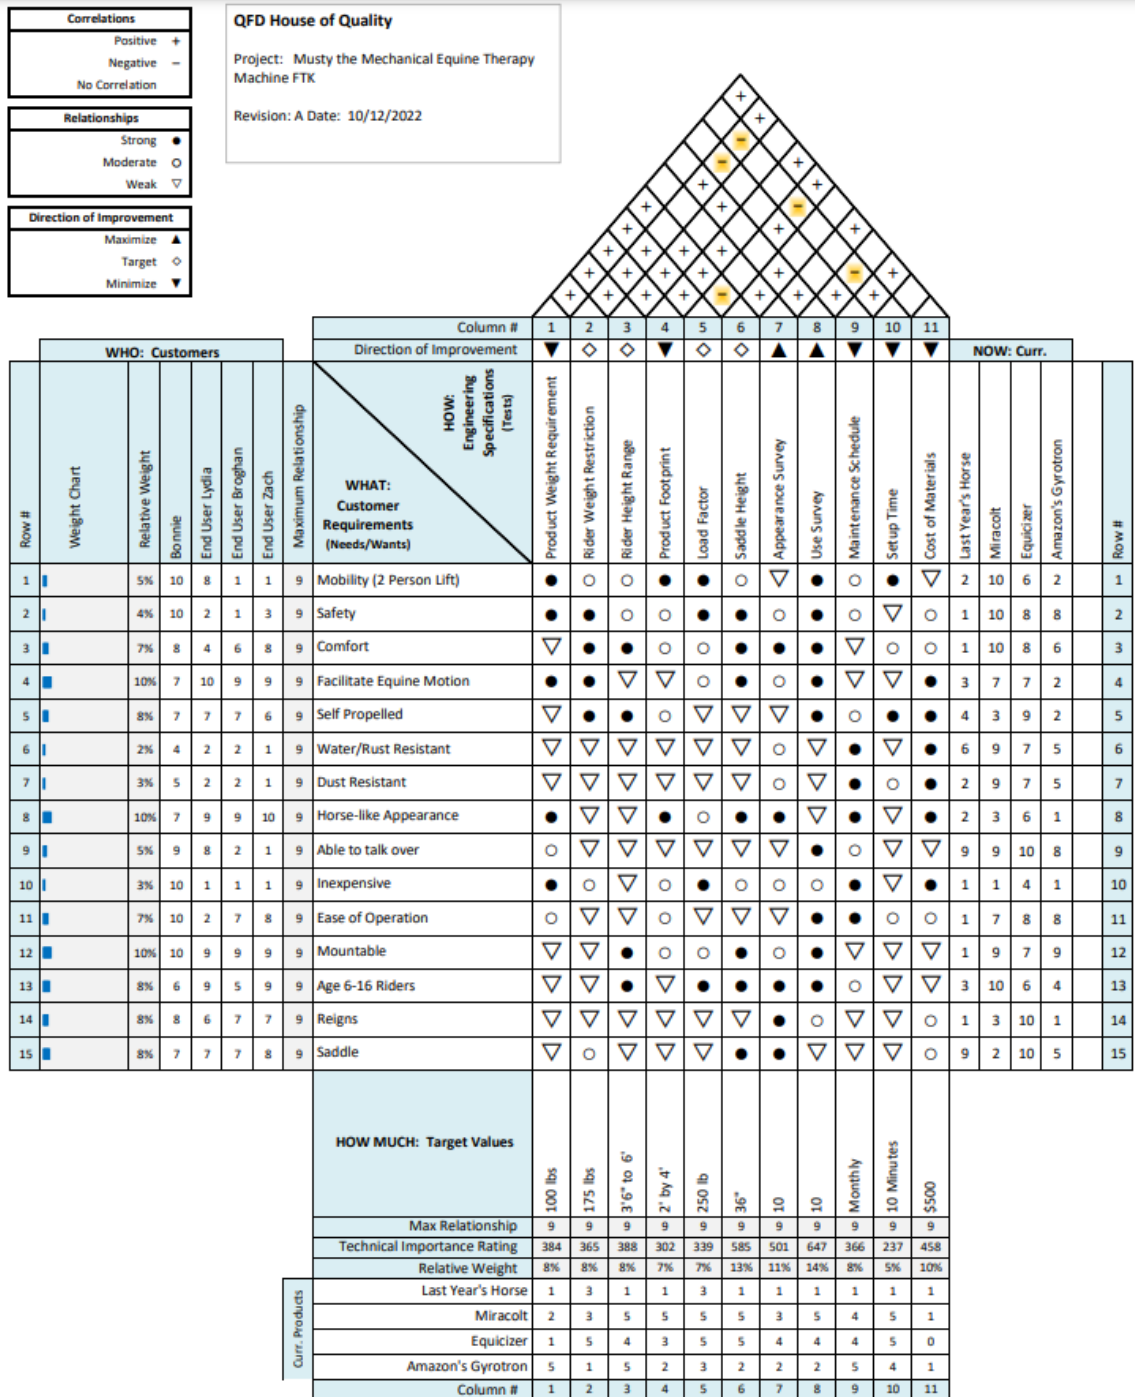 Correlations
Positive +
Negative −
No Correlation
Relationships
Strong ●
Moderate ○
Weak ▽
Direction of Improvement
Maximize ▲
Target ◇
Minimize ▼
QFD House of Quality
Project: Musty the Mechanical Equine Therapy
Machine FTK
Revision: A Date: 10/12/2022
Column # 1 2 3 4 5 6 7 8 9 10 11
WHO: Customers
Direction of Improvement ▼ ◇ ◇ ▼ ◇ ◇ ▲ ▲ ▼ ▼ ▼
NOW: Curr.
Row #
Weight Chart
Relative Weight
Bonnie
End User Lydia
End User Broghan
End User Zach
Maximum Relationship
HOW:
Engineering
Specifications
(Tests)
WHAT:
Customer
Requirements
(Needs/Wants)
Product Weight Requirement
Rider Weight Restriction
Rider Height Range
Product Footprint
Load Factor
Saddle Height
Appearance Survey
Use Survey
Maintenance Schedule
Setup Time
Cost of Materials
Last Year's Horse
Miracolt
Equicizer
Amazon's Gyrotron
Row #
1 5% 10 8 1 1 9 Mobility (2 Person Lift) ● ○ ○ ● ● ○ ▽ ● ○ ● ▽ 2 10 6 2 1
2 4% 10 2 1 3 9 Safety ● ● ○ ○ ● ● ○ ● ○ ▽ ○ 1 10 8 8 2
3 7% 8 4 6 8 9 Comfort ▽ ● ● ○ ○ ● ● ● ▽ ○ ○ 1 10 8 6 3
4 10% 7 10 9 9 9 Facilitate Equine Motion ● ● ▽ ▽ ○ ● ○ ● ▽ ▽ ● 3 7 7 2 4
5 8% 7 7 7 6 9 Self Propelled ▽ ● ● ○ ▽ ▽ ▽ ● ○ ● ● 4 3 9 2 5
6 2% 4 2 2 1 9 Water/Rust Resistant ▽ ▽ ▽ ▽ ▽ ▽ ○ ▽ ● ▽ ● 6 9 7 5 6
7 3% 5 2 2 1 9 Dust Resistant ▽ ▽ ▽ ▽ ▽ ▽ ○ ▽ ● ○ ● 2 9 7 5 7
8 10% 7 9 9 10 9 Horse-like Appearance ● ▽ ▽ ● ○ ● ● ▽ ● ▽ ● 2 3 6 1 8
9 5% 9 8 2 1 9 Able to talk over ○ ▽ ▽ ▽ ▽ ▽ ▽ ● ○ ▽ ▽ 9 9 10 8 9
10 3% 10 1 1 1 9 Inexpensive ● ○ ▽ ○ ● ○ ○ ○ ● ▽ ● 1 1 4 1 10
11 7% 10 2 7 8 9 Ease of Operation ○ ▽ ▽ ○ ▽ ▽ ▽ ● ● ○ ○ 1 7 8 8 11
12 10% 10 9 9 9 9 Mountable ▽ ▽ ● ○ ○ ● ○ ● ▽ ▽ ▽ 1 9 7 9 12
13 8% 6 9 5 9 9 Age 6-16 Riders ▽ ▽ ● ▽ ● ● ● ● ○ ▽ ▽ 3 10 6 4 13
14 8% 8 6 7 7 9 Reigns ▽ ▽ ▽ ▽ ▽ ▽ ● ○ ▽ ▽ ○ 1 3 10 1 14
15 8% 7 7 7 8 9 Saddle ▽ ○ ▽ ▽ ▽ ● ● ▽ ▽ ▽ ○ 9 2 10 5 15
HOW MUCH: Target Values
100 lbs
175 lbs
3'6" to 6'
2' by 4'
250 lb
36"
10
10
Monthly
10 Minutes
$500
Max Relationship 9 9 9 9 9 9 9 9 9 9 9
Technical Importance Rating 384 365 388 302 339 585 501 647 366 237 458
Relative Weight 8% 8% 8% 7% 7% 13% 11% 14% 8% 5% 10%
Curr. Products
Last Year's Horse 1 3 1 1 3 1 1 1 1 1 1
Miracolt 2 3 5 5 5 5 3 5 4 5 1
Equicizer 1 5 4 3 5 5 4 4 4 5 0
Amazon's Gyrotron 5 1 5 2 3 2 2 2 5 4 1
Column # 1 2 3 4 5 6 7 8 9 10 11